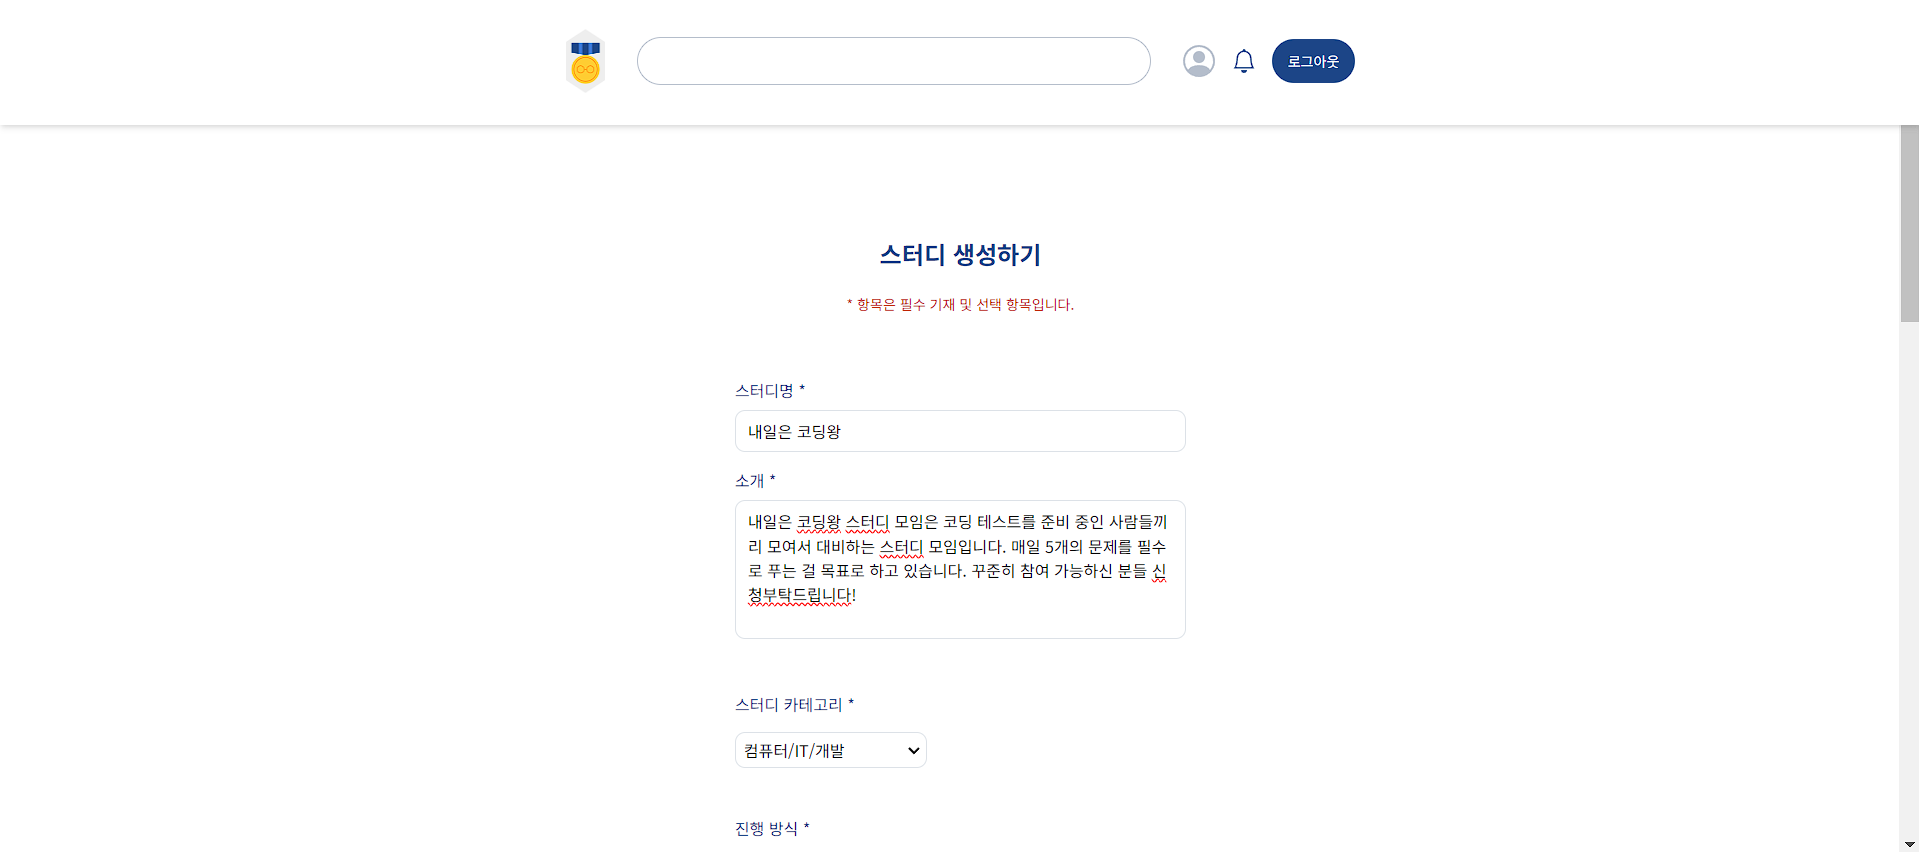 로그아웃
스터디 생성하기
* 항목은 필수 기재 및 선택 항목입니다.
스터디명 *
내일은 코딩왕
소개 *
내일은 코딩왕 스터디 모임은 코딩 테스트를 준비 중인 사람들끼
리 모여서 대비하는 스터디 모임입니다. 매일 5개의 문제를 필수
로 푸는 걸 목표로 하고 있습니다. 꾸준히 참여 가능하신 분들 신
청부탁드립니다!
스터디 카테고리 *
컴퓨터/IT/개발
진행 방식 *